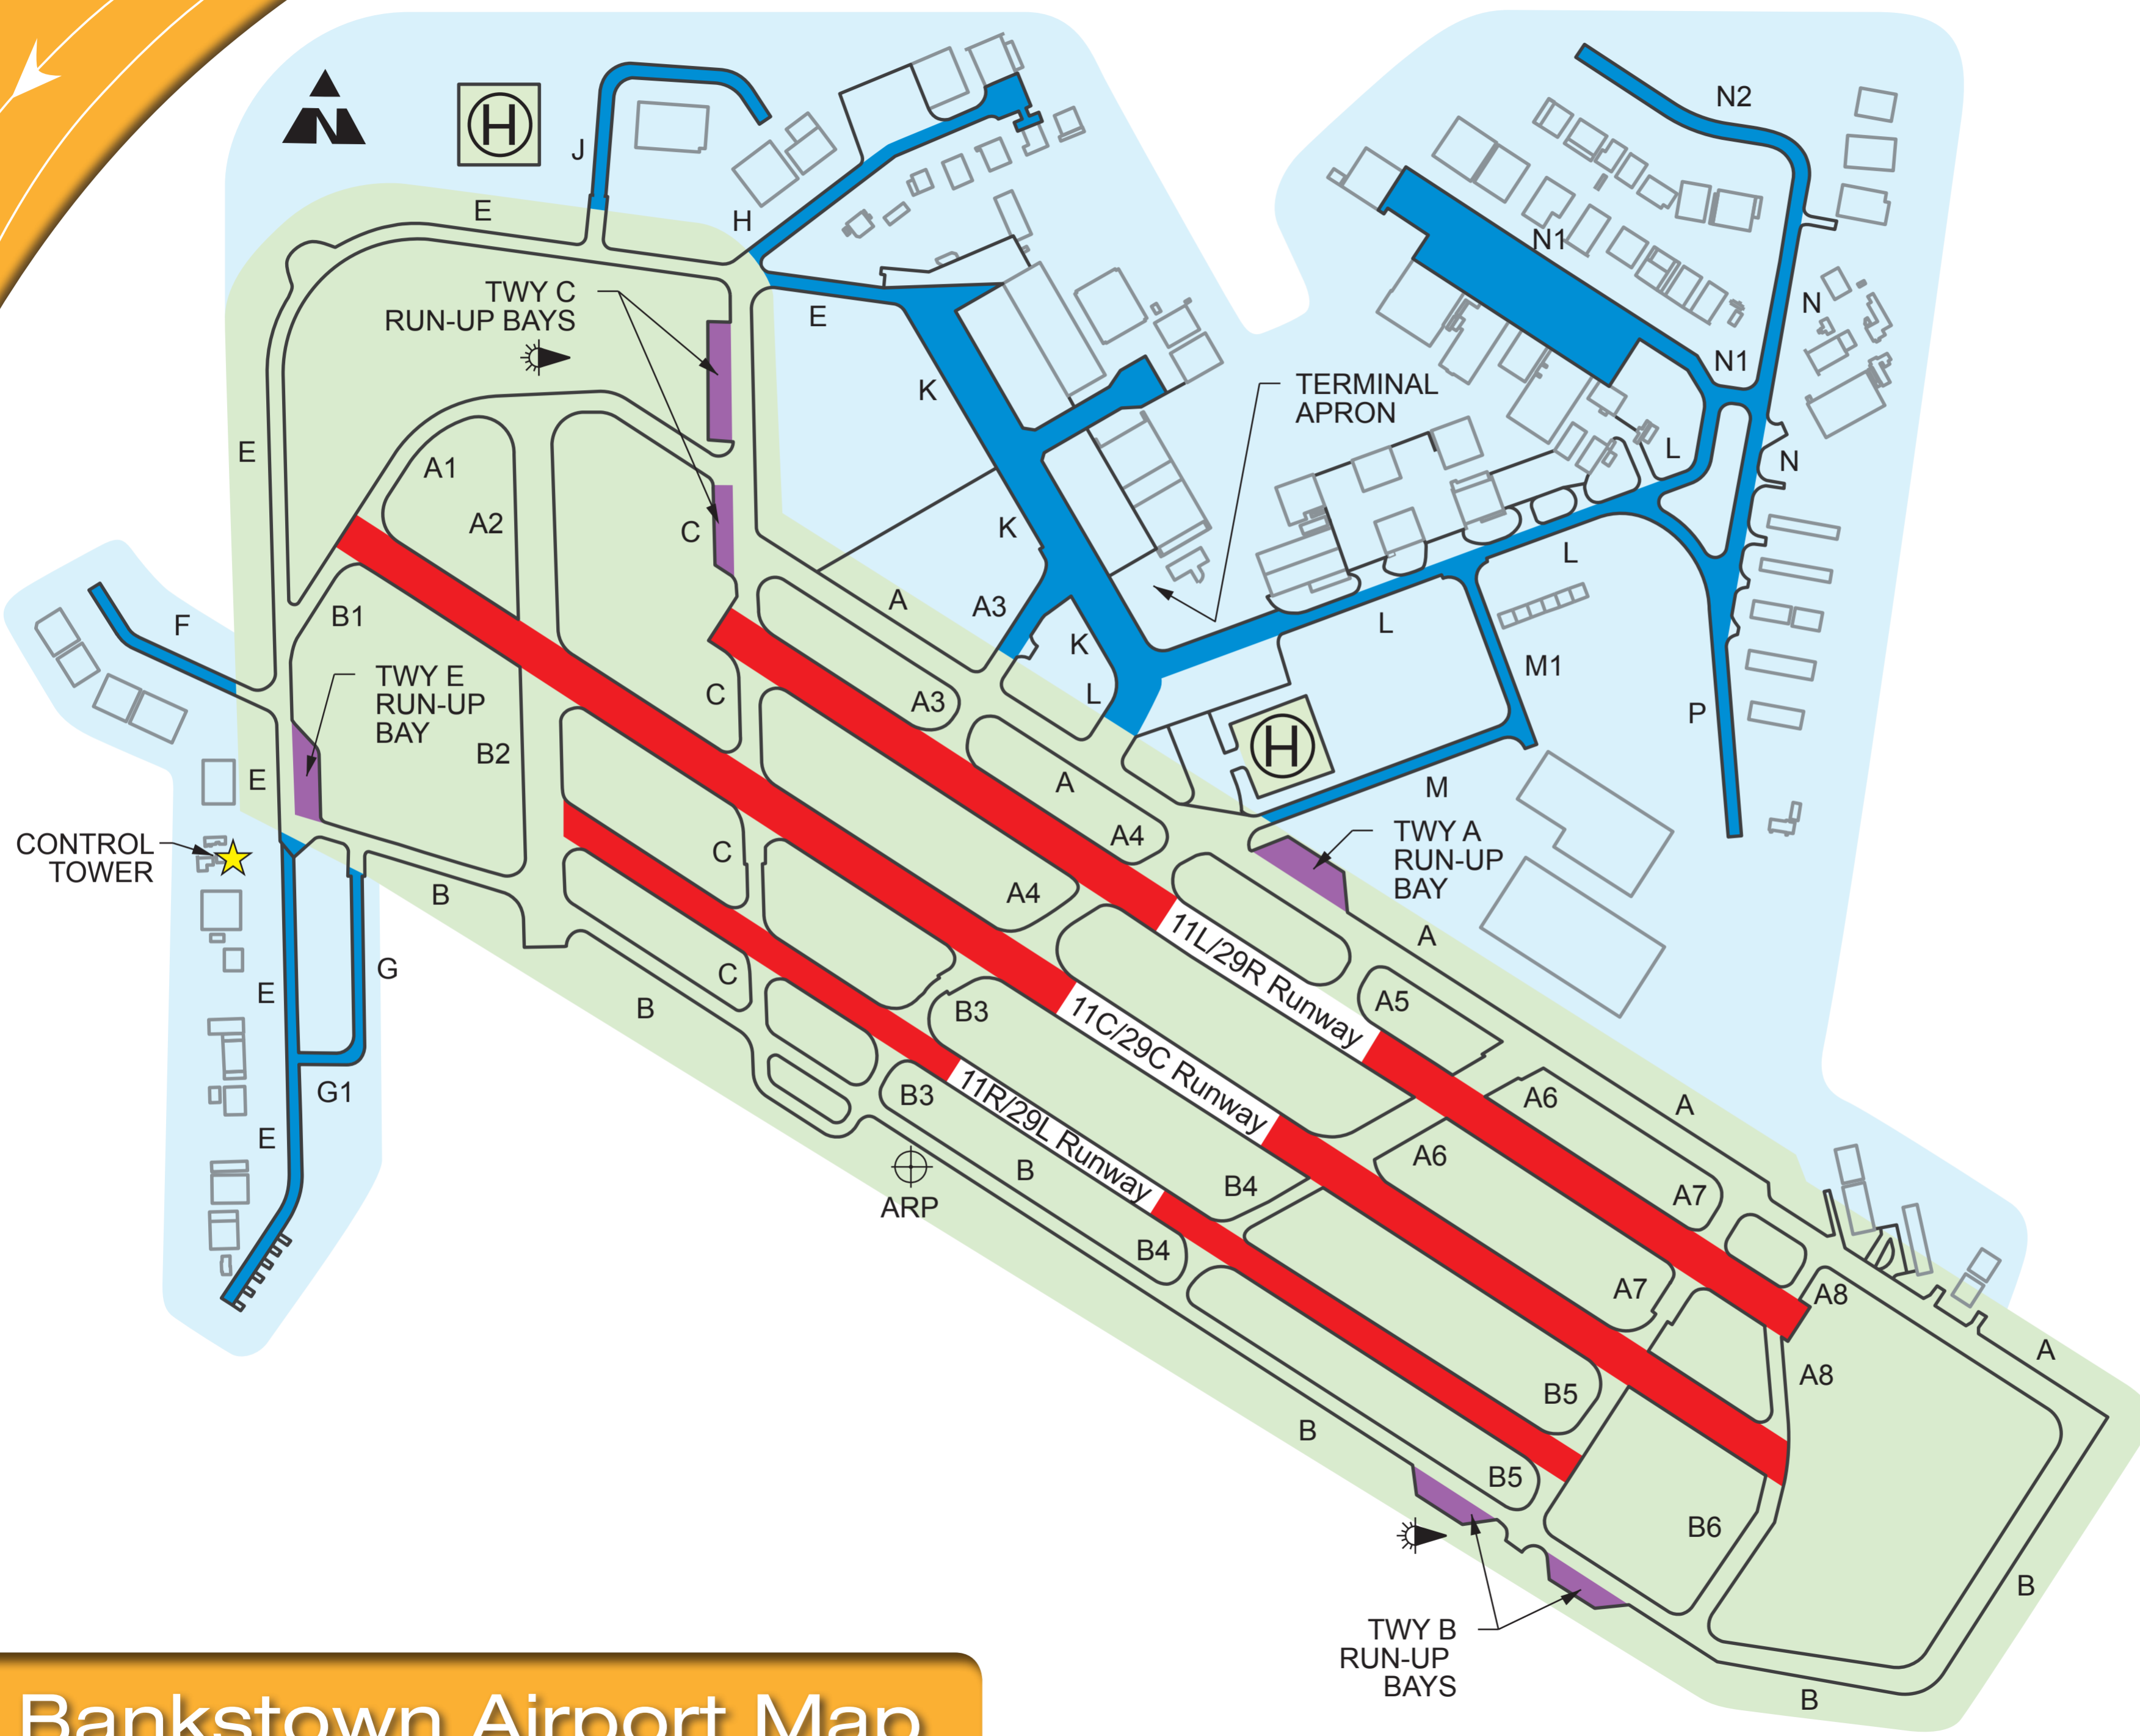 N
H
J
N2
E
H
N1
TWY C
RUN-UP BAYS
E
N
N1
K
TERMINAL
APRON
E
A1
L
N
A2
C
K
L
A
A3
B1
F
L
K
M1
TWY E
RUN-UP
BAY
C
A3
L
P
B2
H
E
A
M
CONTROL
TOWER
C
A4
TWY A
RUN-UP
BAY
B
A4
11L/29R Runway
A
G
C
E
B
B3
A5
11C/29C Runway
G1
B3
11R/29L Runway
A6
A
E
B
A6
ARP
B4
A7
B4
A7
A8
A
A8
B5
B
B5
B6
B
TWY B
RUN-UP
BAYS
B
Bankstown Airport Map